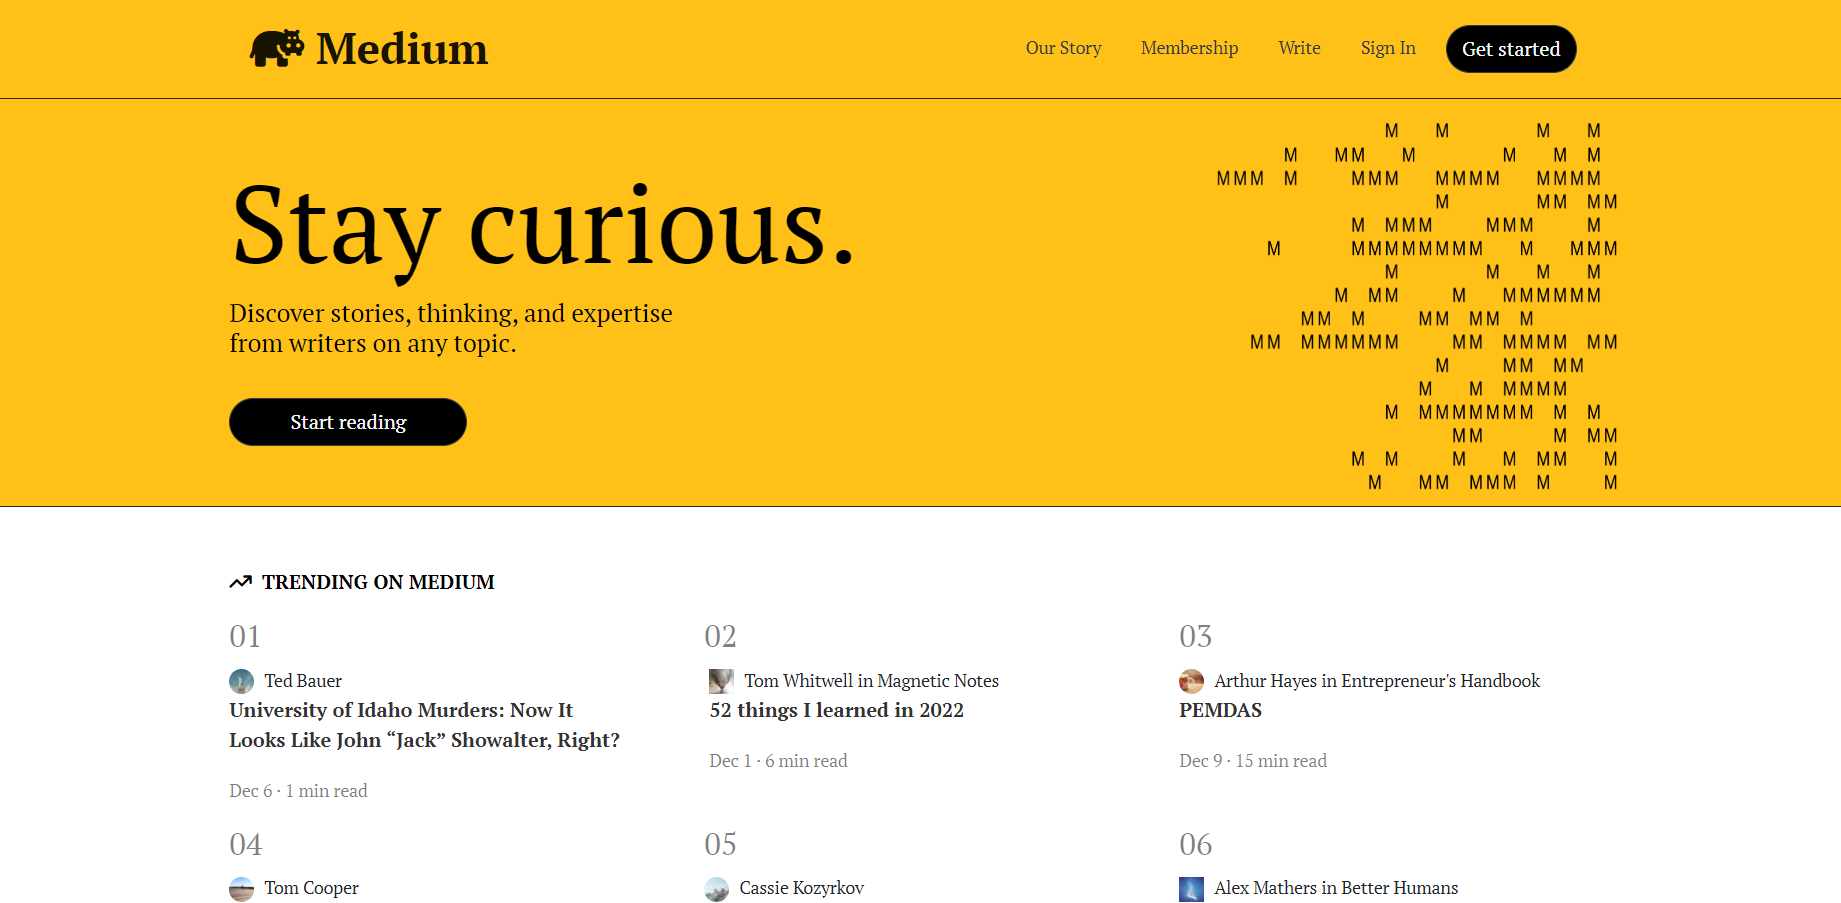 Medium
Our Story
Membership
Write
Sign In
Get started
M M M M
M MM M M M M
MMM M MMM MMMM MMMM
M MM MM
M MMM MMM M
M MMMMMMMM M MMM
M M M M
M MM M MMMMMM
MM M MM MM M
MM MMMMMM MM MMMM MM
M MM MM
M M MMMM
M MMMMMMM M M
MM M MM
M M M M MM M
M MM MMM M M
Stay curious.
Discover stories, thinking, and expertise
from writers on any topic.
Start reading
TRENDING ON MEDIUM
01
Ted Bauer
University of Idaho Murders: Now It
Looks Like John “Jack” Showalter, Right?
Dec 6 · 1 min read
02
Tom Whitwell in Magnetic Notes
52 things I learned in 2022
Dec 1 · 6 min read
03
Arthur Hayes in Entrepreneur's Handbook
PEMDAS
Dec 9 · 15 min read
04
Tom Cooper
05
Cassie Kozyrkov
06
Alex Mathers in Better Humans